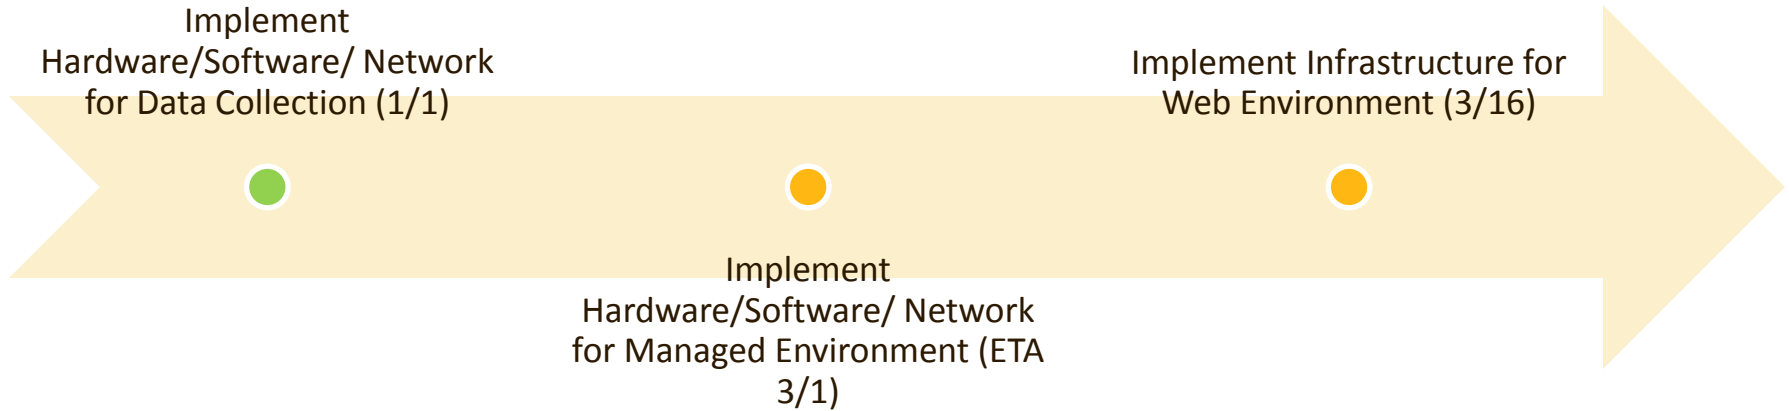 Implement
Hardware/Software/ Network
for Data Collection (1/1)
Implement
Hardware/Software/ Network
for Managed Environment (ETA
3/1)
Implement Infrastructure for
Web Environment (3/16)